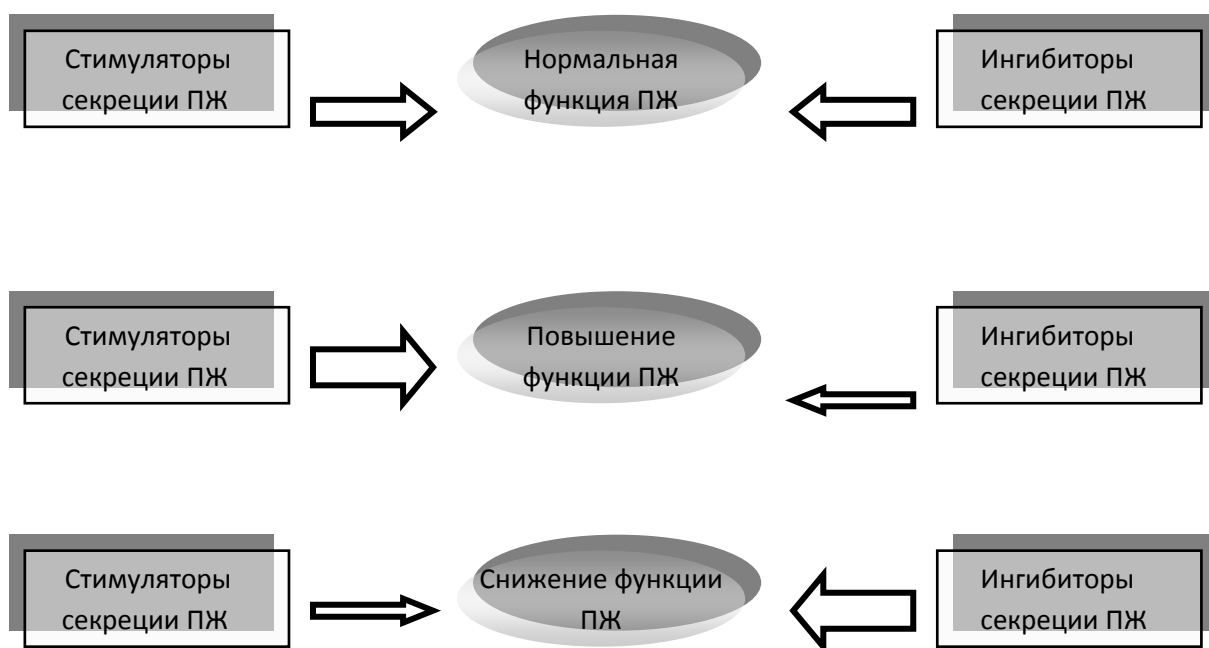 Стимуляторы
секреции ПЖ
Нормальная
функция ПЖ
Ингибиторы
секреции ПЖ
Стимуляторы
секреции ПЖ
Повышение
функции ПЖ
Ингибиторы
секреции ПЖ
Стимуляторы
секреции ПЖ
Снижение функции
ПЖ
Ингибиторы
секреции ПЖ